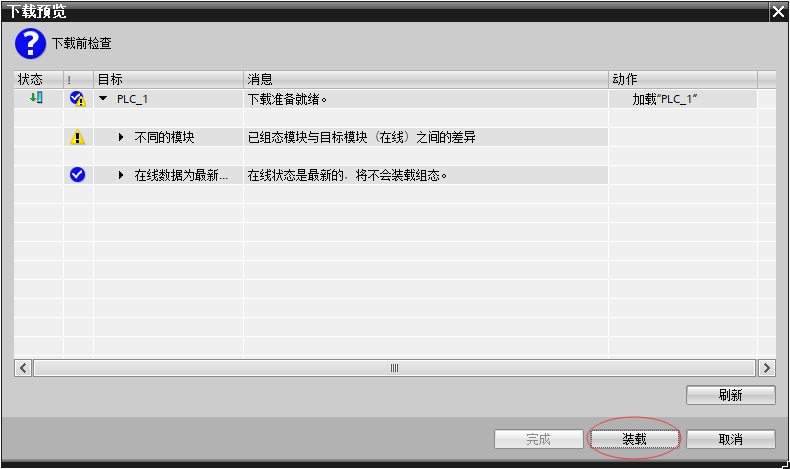 下载预览
下载前检查
状态 ! 目标 消息 动作
PLC_1 下载准备就绪。 加载"PLC_1"
不同的模块 已组态模块与目标模块（在线）之间的差异
在线数据为最新... 在线状态是最新的，将不会装载组态。
刷新
完成 装载 取消